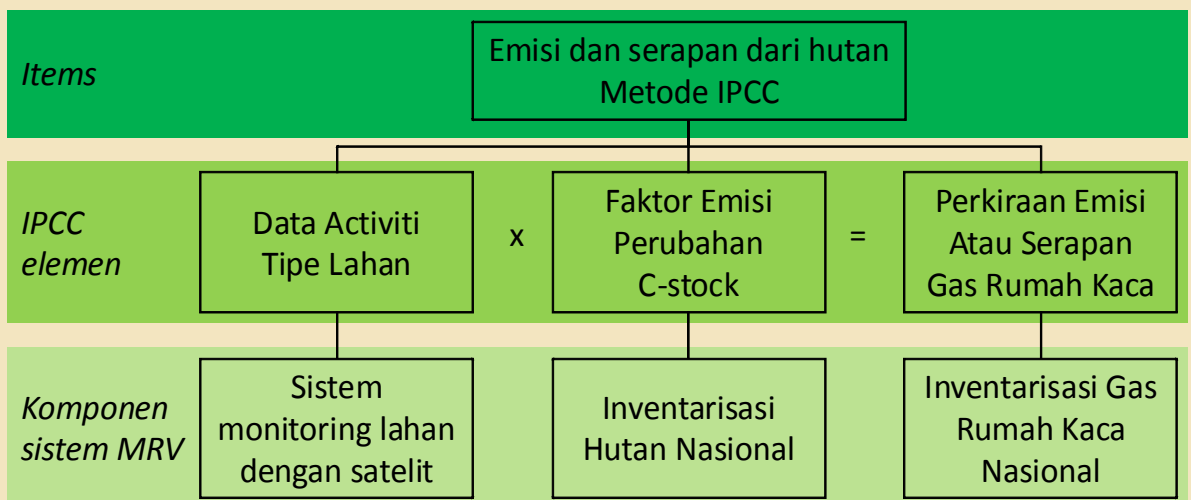 Items
Emisi dan serapan dari hutan
Metode IPCC
IPCC
elemen
Data Activiti
Tipe Lahan
x
Faktor Emisi
Perubahan
C-stock
=
Perkiraan Emisi
Atau Serapan
Gas Rumah Kaca
Komponen
sistem MRV
Sistem
monitoring lahan
dengan satelit
Inventarisasi
Hutan Nasional
Inventarisasi Gas
Rumah Kaca
Nasional